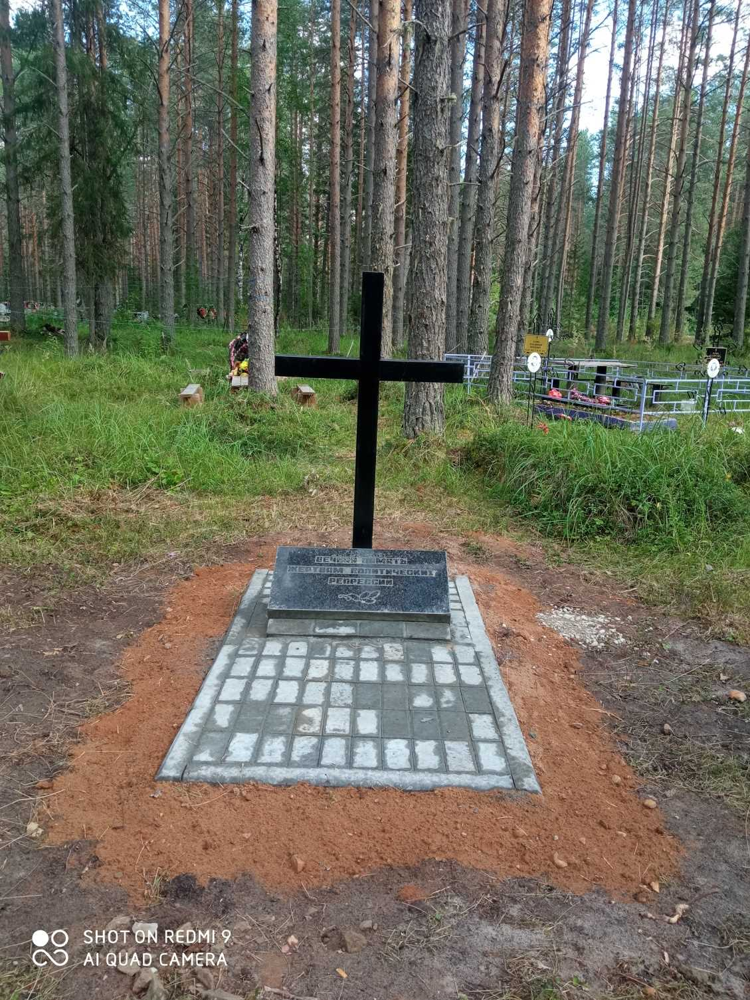 ВЕЧНАЯ ПАМЯТЬ
ЖЕРТВАМ ПОЛИТИЧЕСКИХ
РЕПРЕССИЙ
SHOT ON REDMI 9
AI QUAD CAMERA